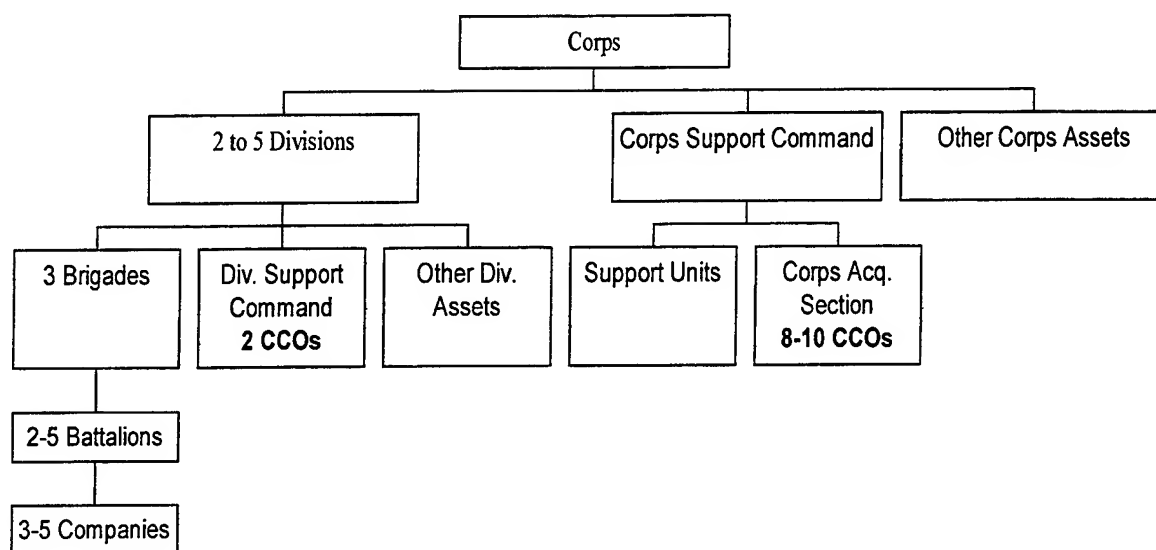 Corps
2 to 5 Divisions
Corps Support Command
Other Corps Assets
3 Brigades
Div. Support
Command
2 CCOs
Other Div.
Assets
Support Units
Corps Acq.
Section
8-10 CCOs
2-5 Battalions
3-5 Companies